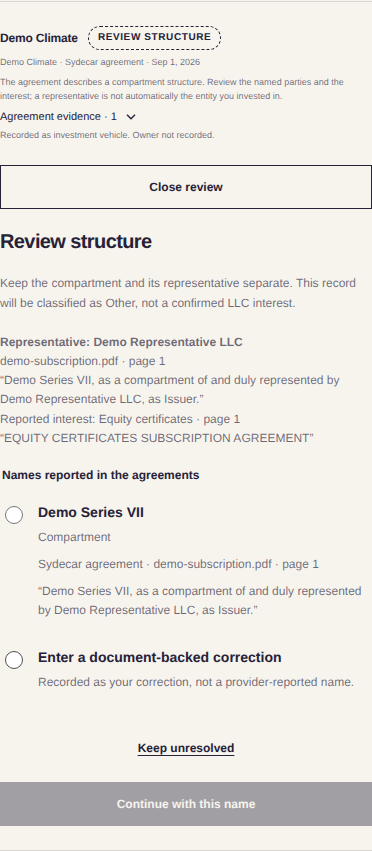 Demo Climate REVIEW STRUCTURE
Demo Climate · Sydecar agreement · Sep 1, 2026
The agreement describes a compartment structure. Review the named parties and the
interest; a representative is not automatically the entity you invested in.
Agreement evidence · 1
Recorded as investment vehicle. Owner not recorded.
Close review
Review structure
Keep the compartment and its representative separate. This record
will be classified as Other, not a confirmed LLC interest.
Representative: Demo Representative LLC
demo-subscription.pdf · page 1
“Demo Series VII, as a compartment of and duly represented by
Demo Representative LLC, as Issuer.”
Reported interest: Equity certificates · page 1
“EQUITY CERTIFICATES SUBSCRIPTION AGREEMENT”
Names reported in the agreements
Demo Series VII
Compartment
Sydecar agreement · demo-subscription.pdf · page 1
“Demo Series VII, as a compartment of and duly represented
by Demo Representative LLC, as Issuer.”
Enter a document-backed correction
Recorded as your correction, not a provider-reported name.
Keep unresolved
Continue with this name